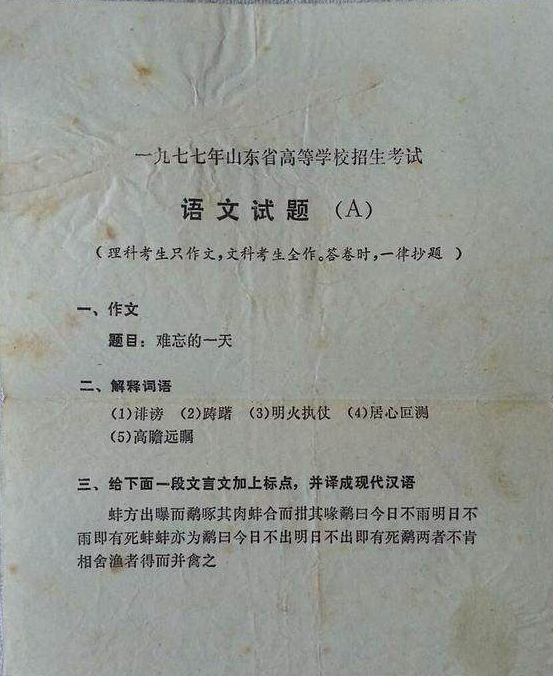 一九七七年山东省高等学校招生考试
语文试题 (A)
(理科考生只作文,文科考生全作。答卷时,一律抄题 )
一、作文
题目:难忘的一天
二、解释词语
(1)诽谤 (2)踌躇 (3)明火执仗 (4)居心叵测
(5)高瞻远瞩
三、给下面一段文言文加上标点,并译成现代汉语
蚌方出曝而鹬啄其肉蚌合而拑其喙鹬曰今日不雨明日不
雨即有死蚌蚌亦为鹬曰今日不出明日不出即有死鹬两者不肯
相舍渔者得而并禽之